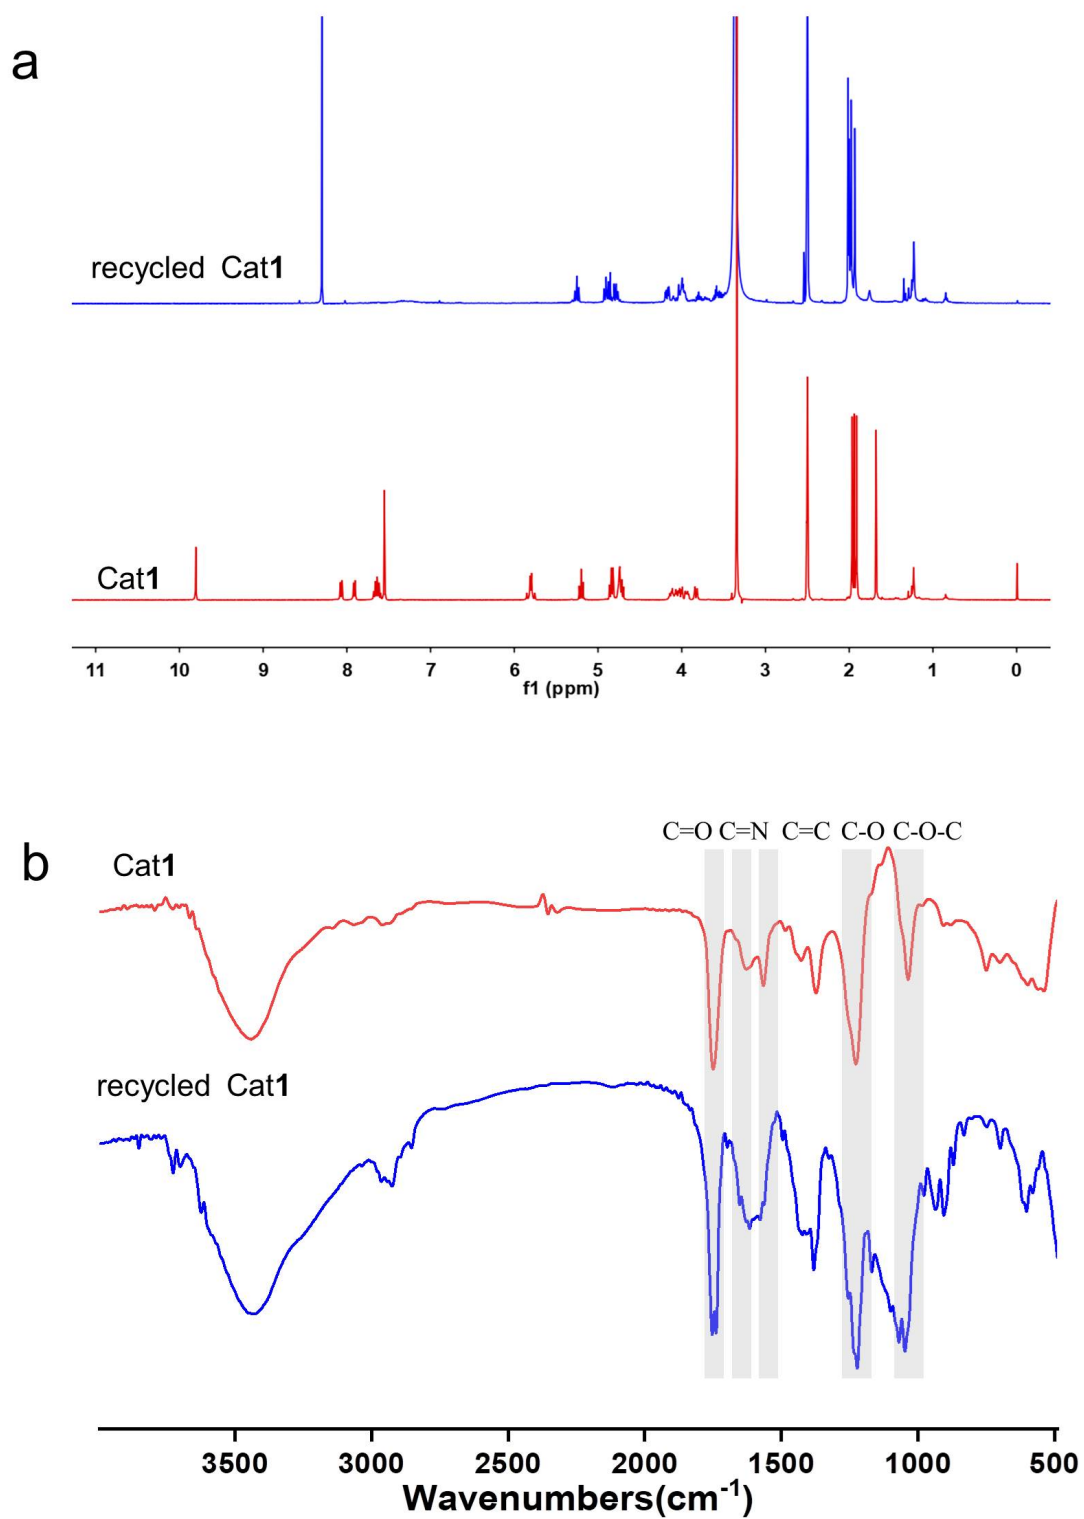 a
recycled Cat1
Cat1
11 10 9 8 7 6 5 4 3 2 1 0
f1 (ppm)
C=O C=N C=C C-O C-O-C
b
Cat1
recycled Cat1
3500 3000 2500 2000 1500 1000 500
Wavenumbers(cm⁻¹)